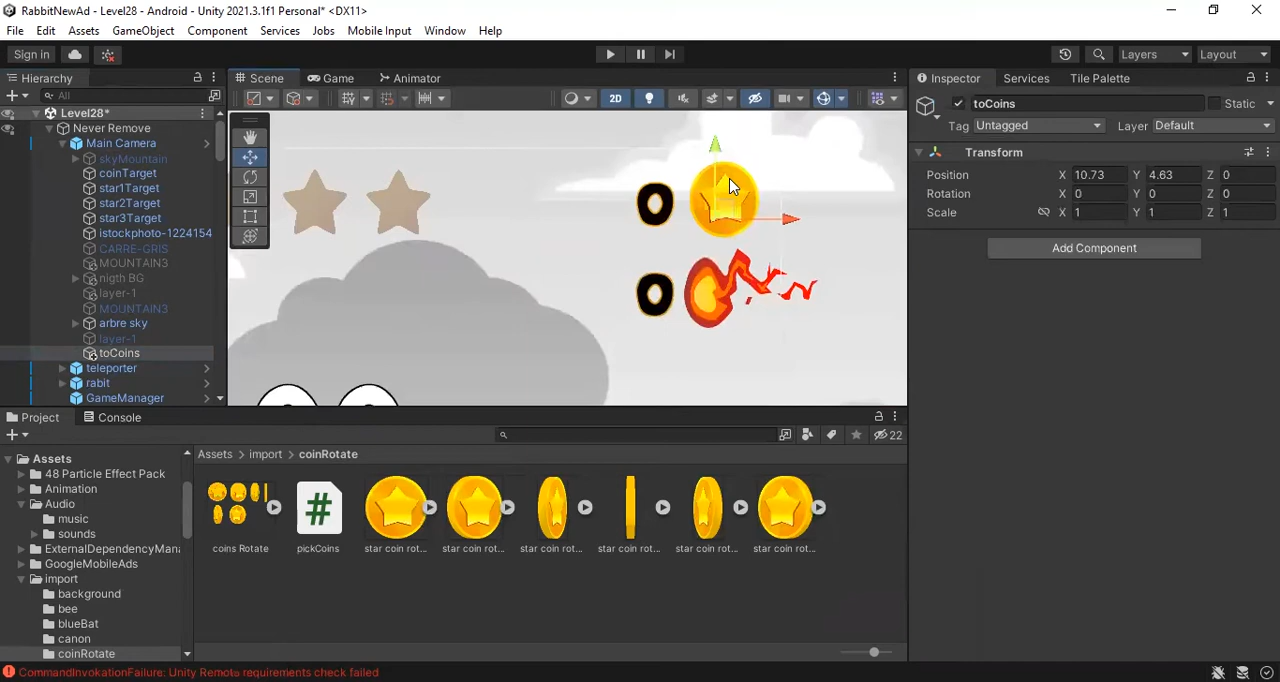 RabbitNewAd - Level28 - Android - Unity 2021.3.1f1 Personal* <DX11>
File Edit Assets GameObject Component Services Jobs Mobile Input Window Help
Sign in Layers Layout
Hierarchy Scene Game Animator Inspector Services Tile Palette
All 2D
toCoins Static
Tag Untagged Layer Default
Level28*
Never Remove
Main Camera
skyMountain
coinTarget
star1Target
star2Target
star3Target
istockphoto-1224154
CARRE-GRIS
MOUNTAIN3
nigth BG
layer-1
MOUNTAIN3
arbre sky
layer-1
toCoins
teleporter
rabit
GameManager
0
0
Transform
Position X 10.73 Y 4.63 Z 0
Rotation X 0 Y 0 Z 0
Scale X 1 Y 1 Z 1
Add Component
Project Console
22
Assets
48 Particle Effect Pack
Animation
Audio
music
sounds
ExternalDependencyMana
GoogleMobileAds
import
background
bee
blueBat
canon
coinRotate
Assets > import > coinRotate
#
coins Rotate pickCoins star coin rot... star coin rot... star coin rot... star coin rot... star coin rot... star coin rot...
CommandInvokationFailure: Unity Remote requirements check failed